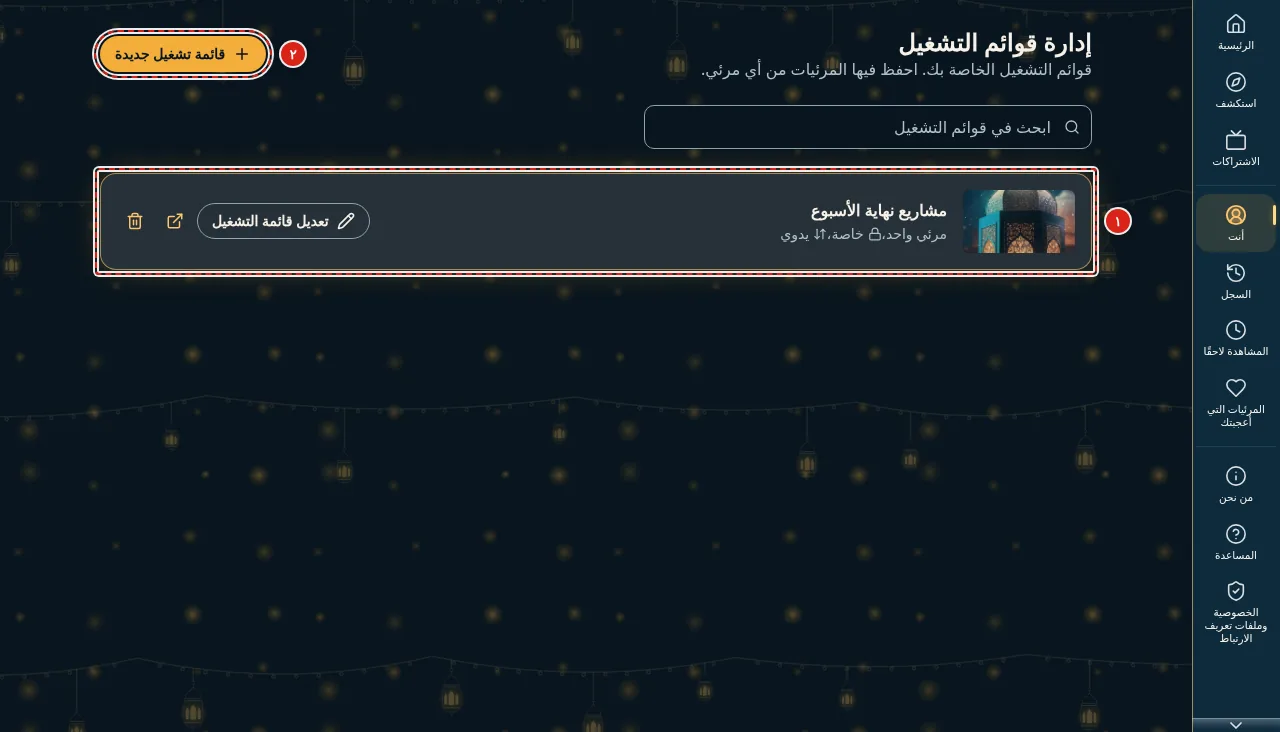 الرئيسية
استكشف
الاشتراكات
أنت
السجل
المشاهدة لاحقًا
المرئيات التي
أعجبتك
من نحن
المساعدة
الخصوصية
وملفات تعريف
الارتباط
إدارة قوائم التشغيل
قوائم التشغيل الخاصة بك. احفظ فيها المرئيات من أي مرئي.
٢
قائمة تشغيل جديدة
ابحث في قوائم التشغيل
١
مشاريع نهاية الأسبوع
مرئي واحد، خاصة، يدوي
تعديل قائمة التشغيل